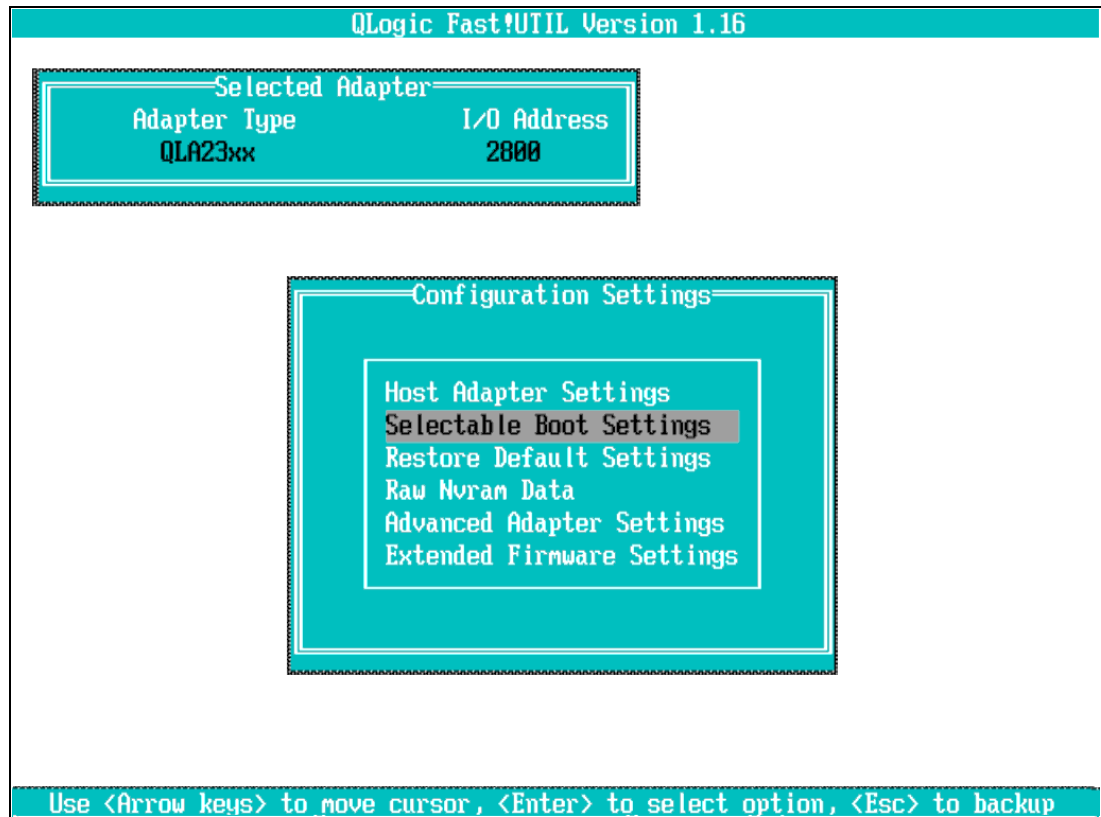 QLogic Fast!UTIL Version 1.16
Selected Adapter
Adapter Type I/O Address
QLA23xx 2800
Configuration Settings
Host Adapter Settings
Selectable Boot Settings
Restore Default Settings
Raw Nvram Data
Advanced Adapter Settings
Extended Firmware Settings
Use <Arrow keys> to move cursor, <Enter> to select option, <Esc> to backup